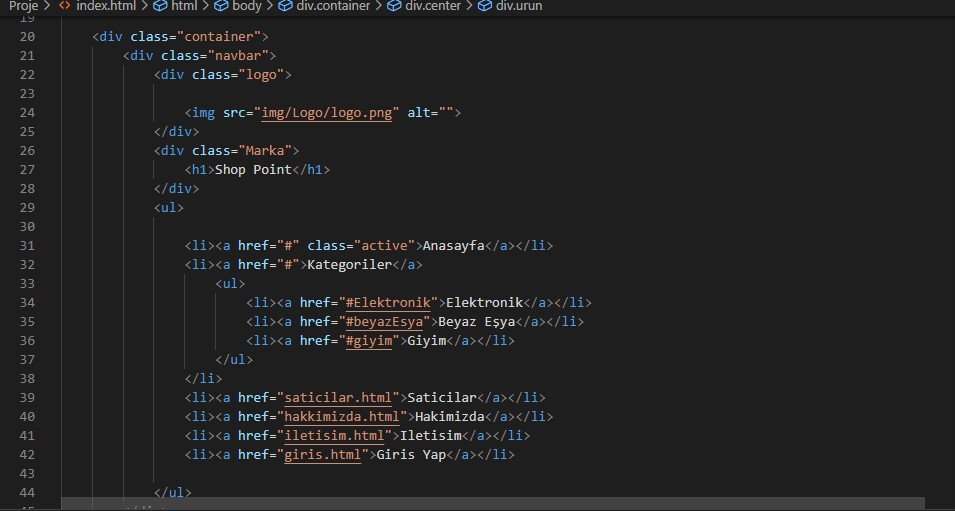 Proje > index.html > html > body > div.container > div.center > div.urun
19
20 <div class="container">
21 <div class="navbar">
22 <div class="logo">
23
24 <img src="img/Logo/logo.png" alt="">
25 </div>
26 <div class="Marka">
27 <h1>Shop Point</h1>
28 </div>
29 <ul>
30
31 <li><a href="#" class="active">Anasayfa</a></li>
32 <li><a href="#">Kategoriler</a>
33 <ul>
34 <li><a href="#Elektronik">Elektronik</a></li>
35 <li><a href="#beyazEsya">Beyaz Eşya</a></li>
36 <li><a href="#giyim">Giyim</a></li>
37 </ul>
38 </li>
39 <li><a href="saticilar.html">Saticilar</a></li>
40 <li><a href="hakkimizda.html">Hakimizda</a></li>
41 <li><a href="iletisim.html">Iletisim</a></li>
42 <li><a href="giris.html">Giris Yap</a></li>
43
44 </ul>
45 </div>